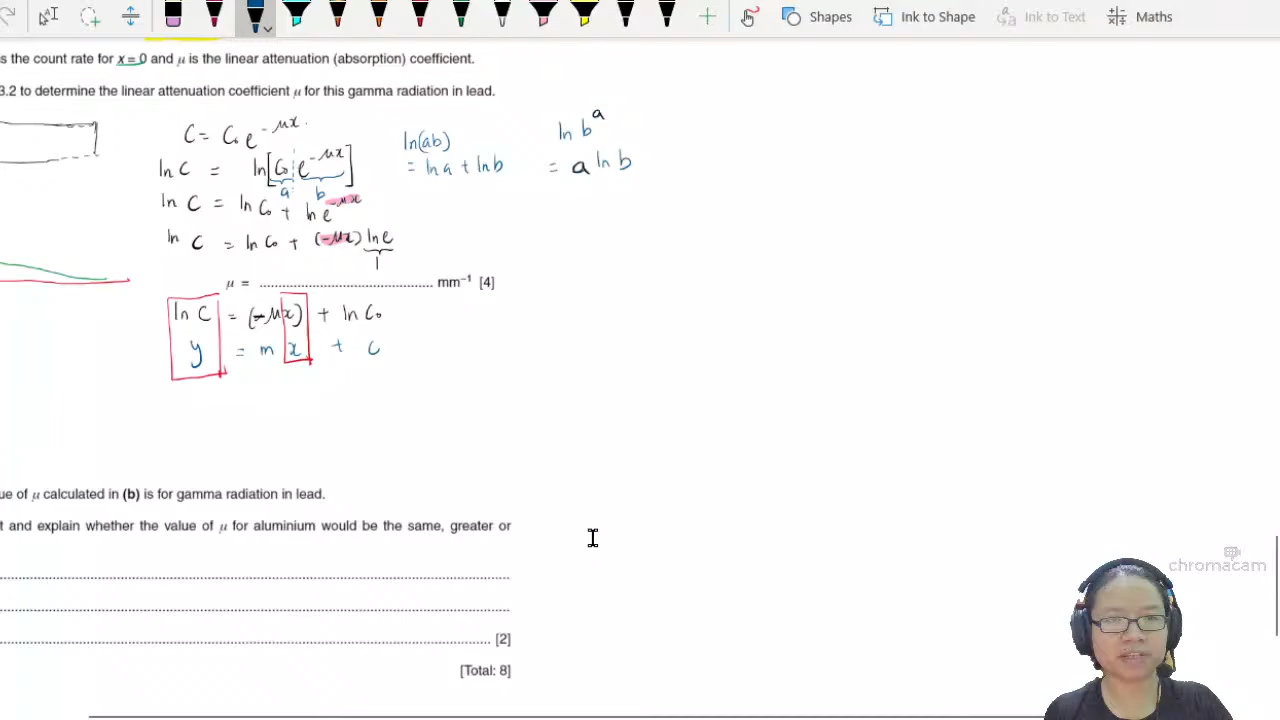 Shapes
Ink to Shape
Ink to Text
Maths
s the count rate for x = 0 and μ is the linear attenuation (absorption) coefficient.
3.2 to determine the linear attenuation coefficient μ for this gamma radiation in lead.
C = C₀ e^-μx
ln(ab)
= ln a + ln b
ln b^a
= a ln b
ln C = ln[C₀ e^-μx]
a b
ln C = ln C₀ + ln e^-μx
ln C = ln C₀ + (-μx) ln e
1
μ = ........................................ mm⁻¹ [4]
ln C = (-μx) + ln C₀
y = m x + c
ue of μ calculated in (b) is for gamma radiation in lead.
t and explain whether the value of μ for aluminium would be the same, greater or
[2]
[Total: 8]
chromacam